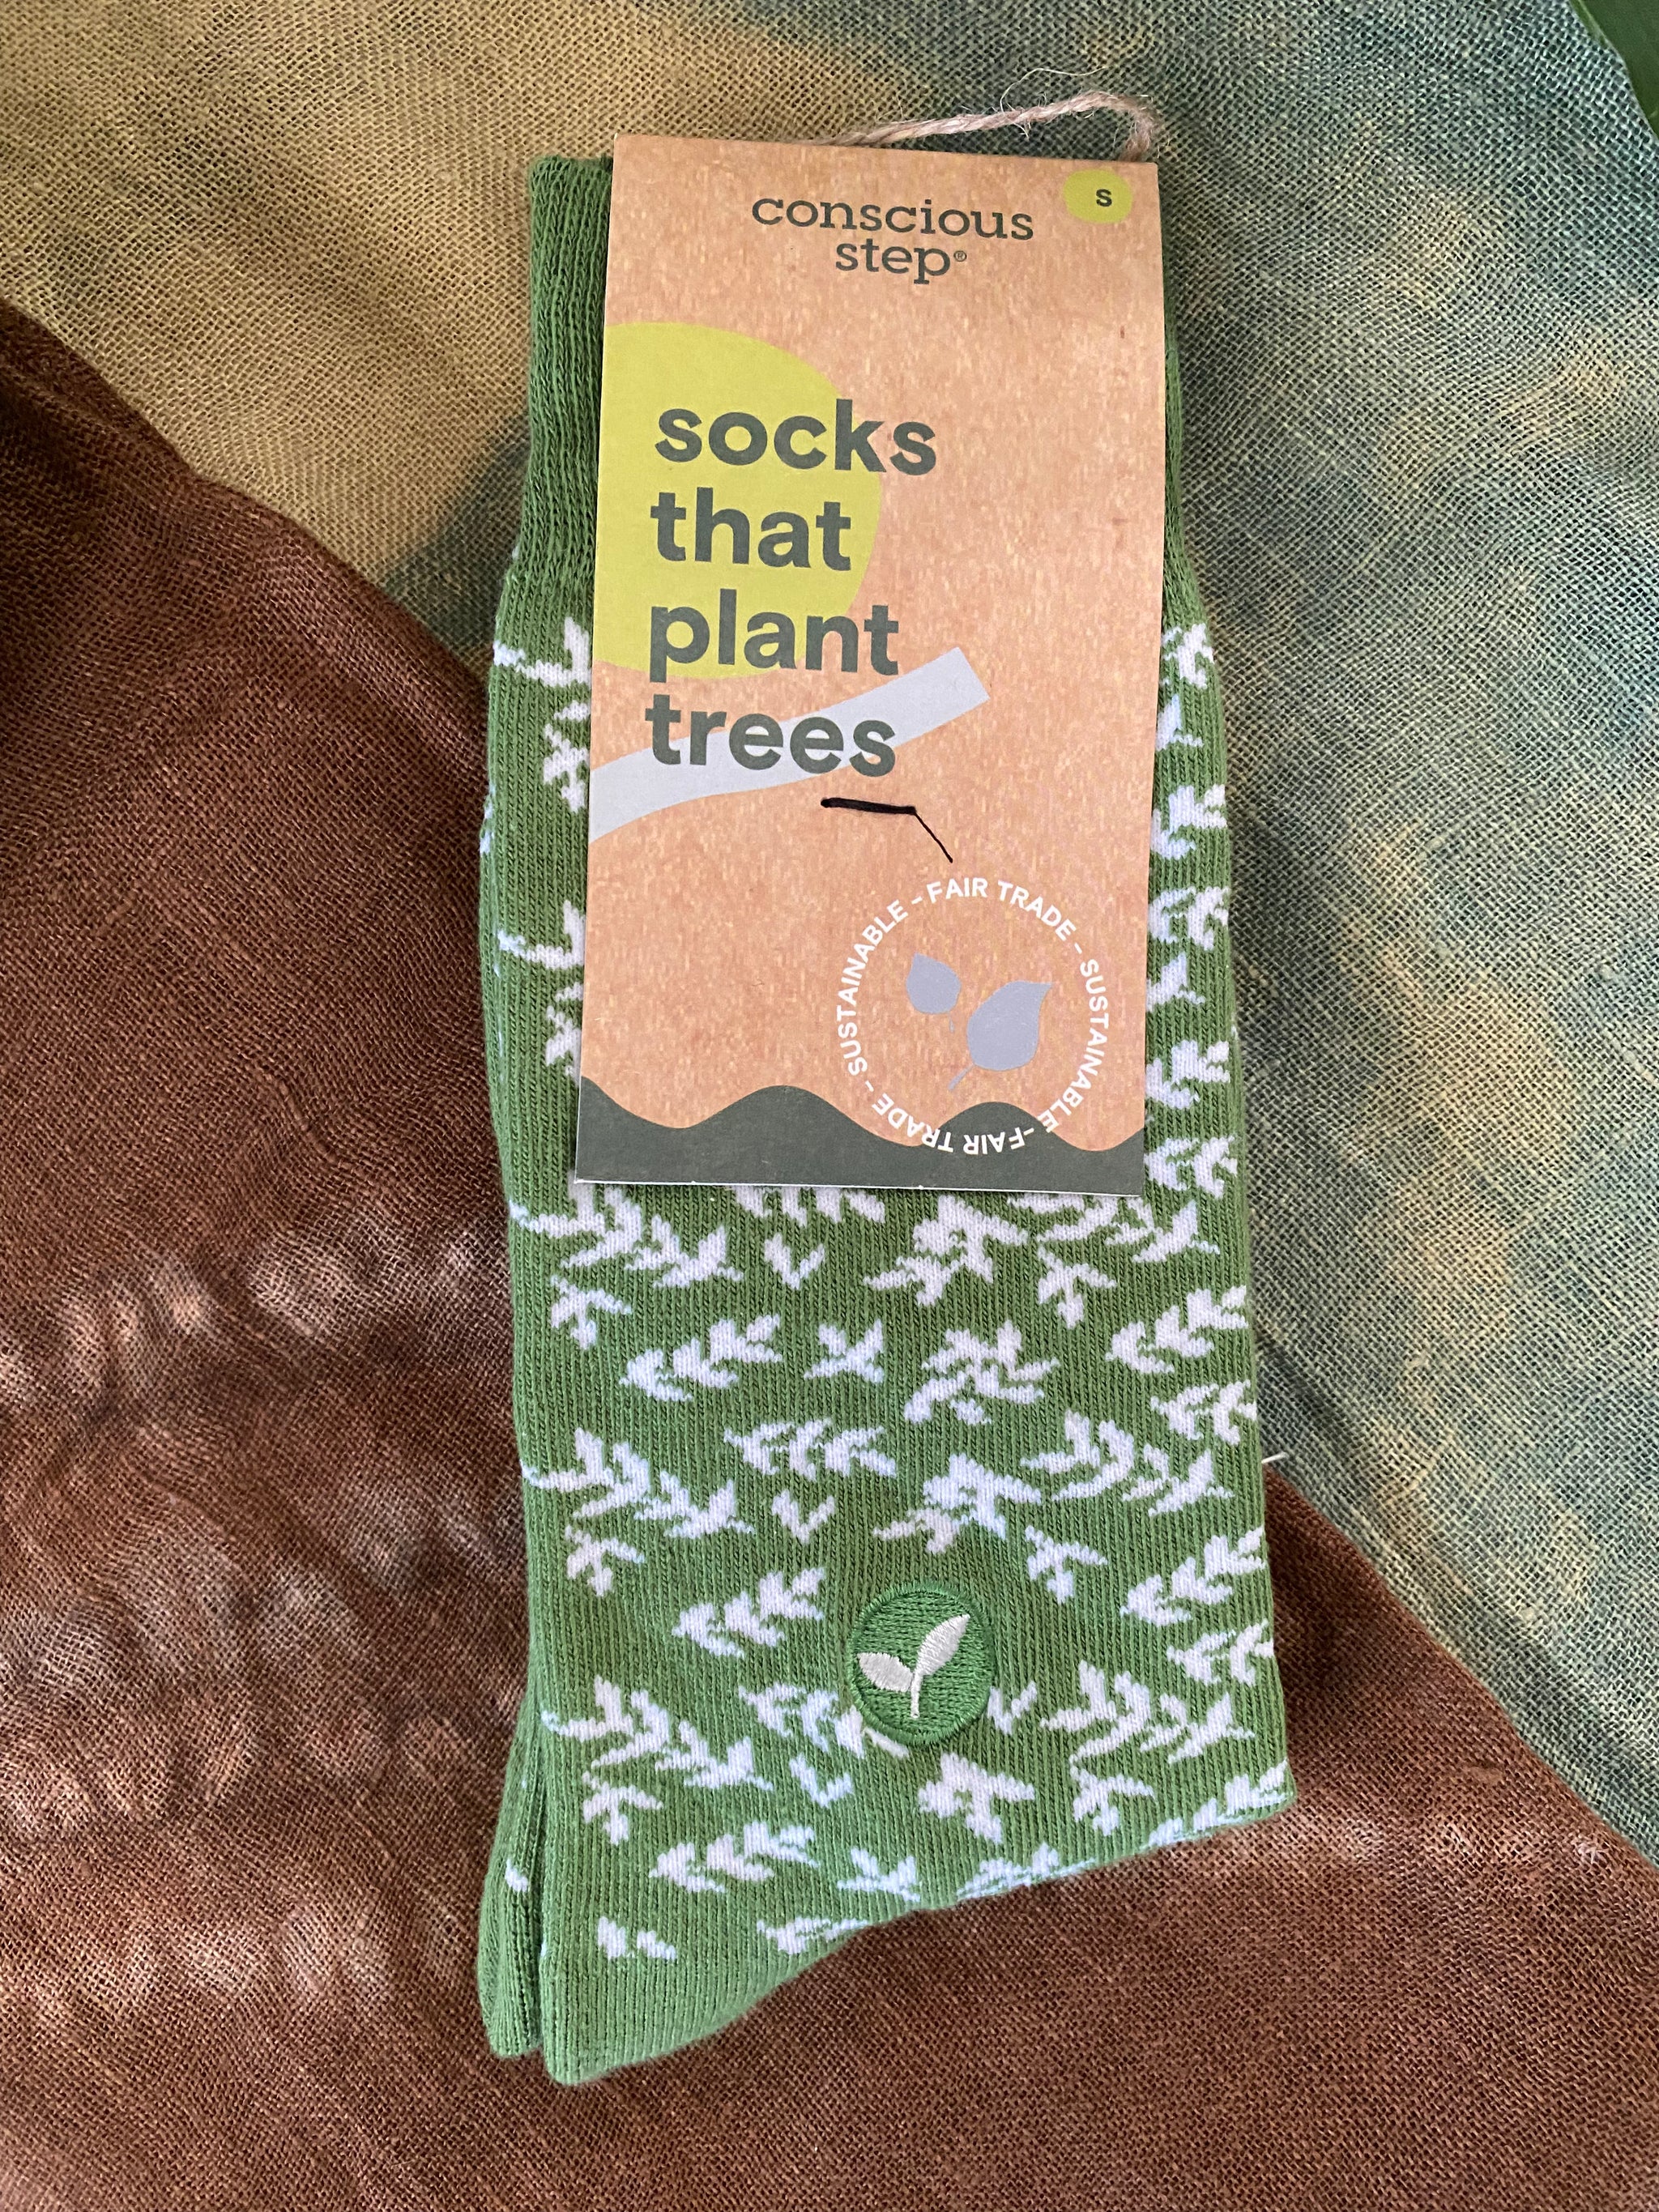 conscious
step®
S
socks
that
plant
trees
SUSTAINABLE - FAIR TRADE - SUSTAINABLE - FAIR TRADE -